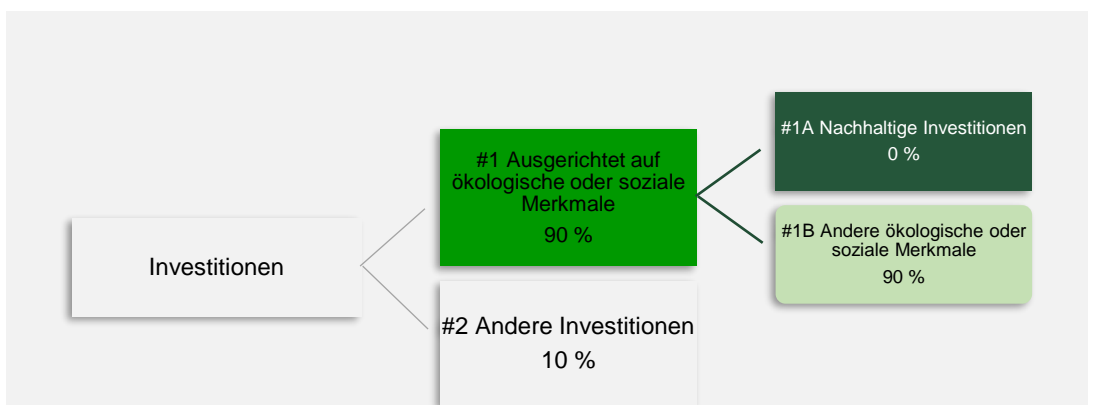 Investitionen
#1 Ausgerichtet auf
ökologische oder soziale
Merkmale
90 %
#2 Andere Investitionen
10 %
#1A Nachhaltige Investitionen
0 %
#1B Andere ökologische oder
soziale Merkmale
90 %